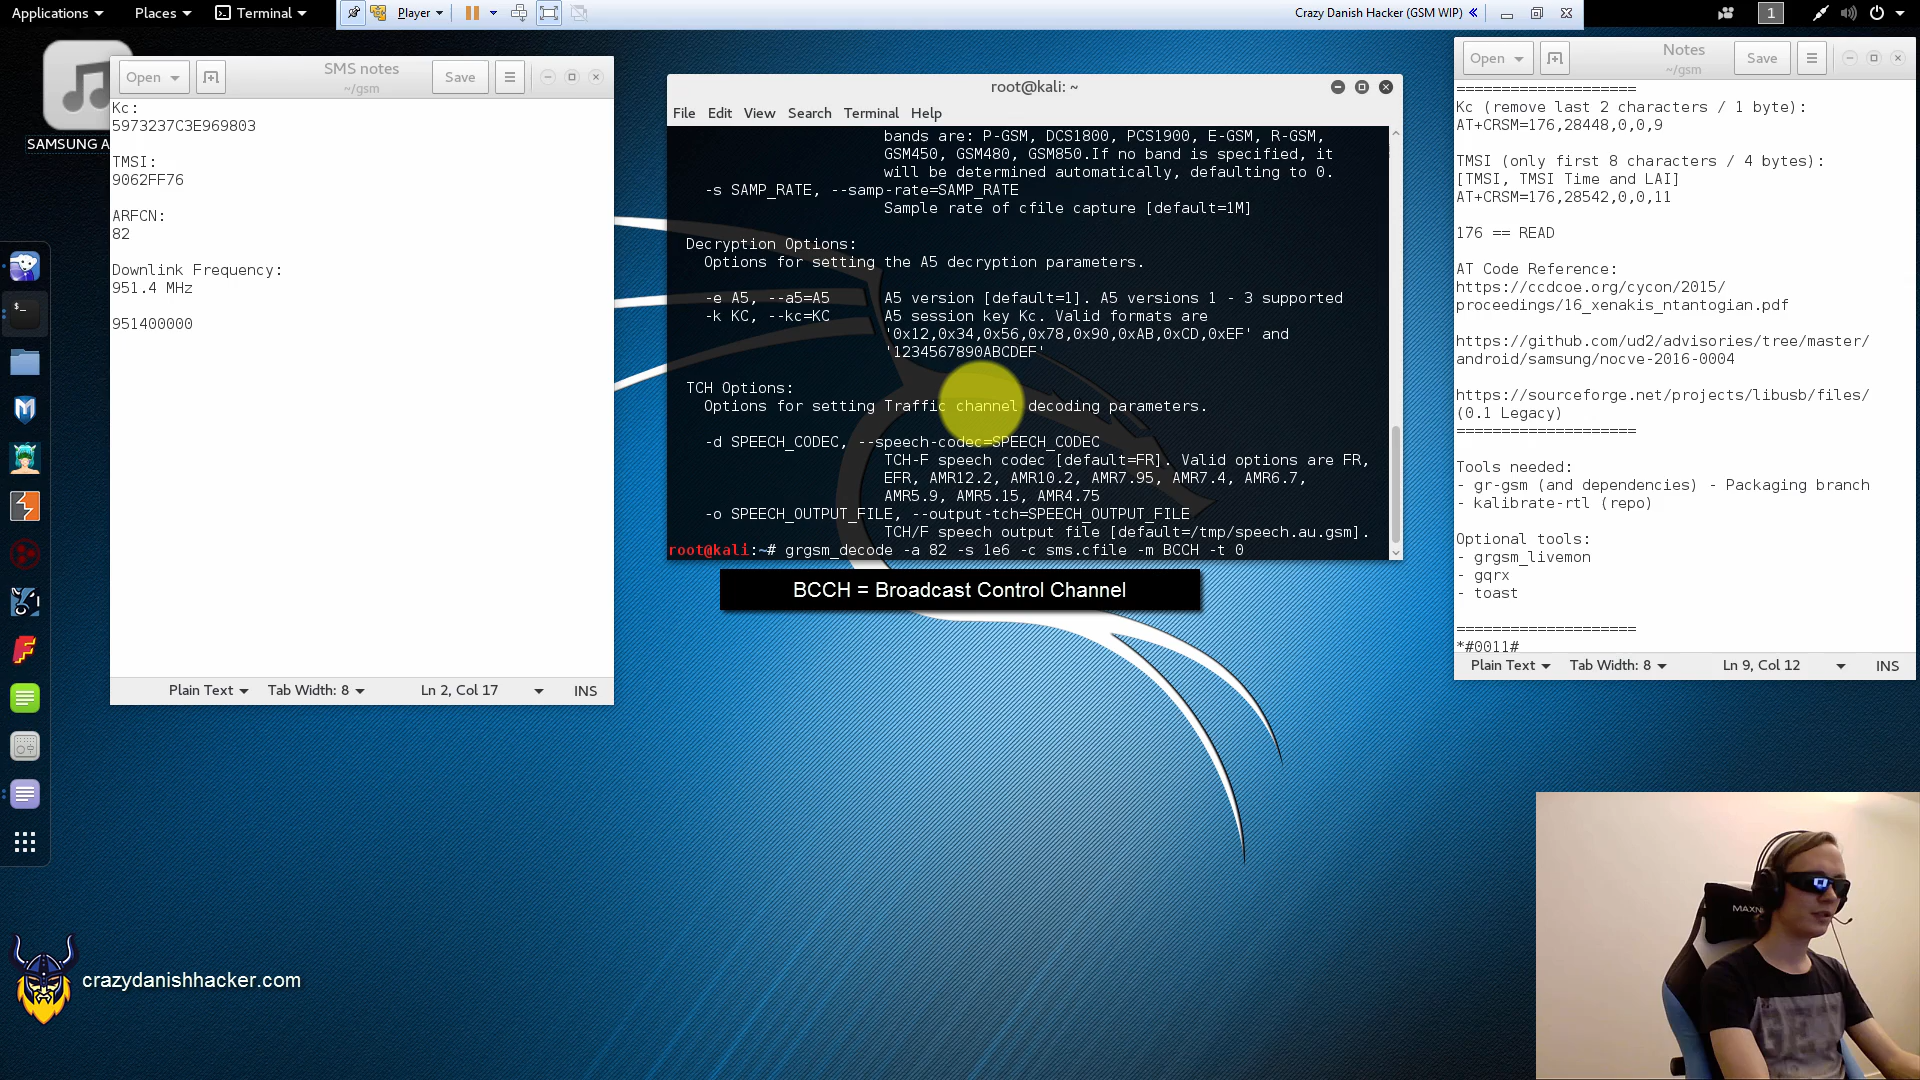 Applications Places Terminal Player Crazy Danish Hacker (GSM WIP) 1
SAMSUNG A
Open SMS notes Save
~/gsm
Kc:
5973237C3E969803
TMSI:
9062FF76
ARFCN:
82
Downlink Frequency:
951.4 MHz
951400000
Plain Text Tab Width: 8 Ln 2, Col 17 INS
root@kali: ~
File Edit View Search Terminal Help
bands are: P-GSM, DCS1800, PCS1900, E-GSM, R-GSM,
GSM450, GSM480, GSM850.If no band is specified, it
will be determined automatically, defaulting to 0.
-s SAMP_RATE, --samp-rate=SAMP_RATE
Sample rate of cfile capture [default=1M]
Decryption Options:
Options for setting the A5 decryption parameters.
-e A5, --a5=A5 A5 version [default=1]. A5 versions 1 - 3 supported
-k KC, --kc=KC A5 session key Kc. Valid formats are
'0x12,0x34,0x56,0x78,0x90,0xAB,0xCD,0xEF' and
'1234567890ABCDEF'
TCH Options:
Options for setting Traffic channel decoding parameters.
-d SPEECH_CODEC, --speech-codec=SPEECH_CODEC
TCH-F speech codec [default=FR]. Valid options are FR,
EFR, AMR12.2, AMR10.2, AMR7.95, AMR7.4, AMR6.7,
AMR5.9, AMR5.15, AMR4.75
-o SPEECH_OUTPUT_FILE, --output-tch=SPEECH_OUTPUT_FILE
TCH/F speech output file [default=/tmp/speech.au.gsm].
root@kali:~# grgsm_decode -a 82 -s 1e6 -c sms.cfile -m BCCH -t 0
BCCH = Broadcast Control Channel
Open Notes Save
~/gsm
====================
Kc (remove last 2 characters / 1 byte):
AT+CRSM=176,28448,0,0,9
TMSI (only first 8 characters / 4 bytes):
[TMSI, TMSI Time and LAI]
AT+CRSM=176,28542,0,0,11
176 == READ
AT Code Reference:
https://ccdcoe.org/cycon/2015/
proceedings/16_xenakis_ntantogian.pdf
https://github.com/ud2/advisories/tree/master/
android/samsung/nocve-2016-0004
https://sourceforge.net/projects/libusb/files/
(0.1 Legacy)
====================
Tools needed:
- gr-gsm (and dependencies) - Packaging branch
- kalibrate-rtl (repo)
Optional tools:
- grgsm_livemon
- gqrx
- toast
====================
*#0011#
Plain Text Tab Width: 8 Ln 9, Col 12 INS
MAXN
crazydanishhacker.com